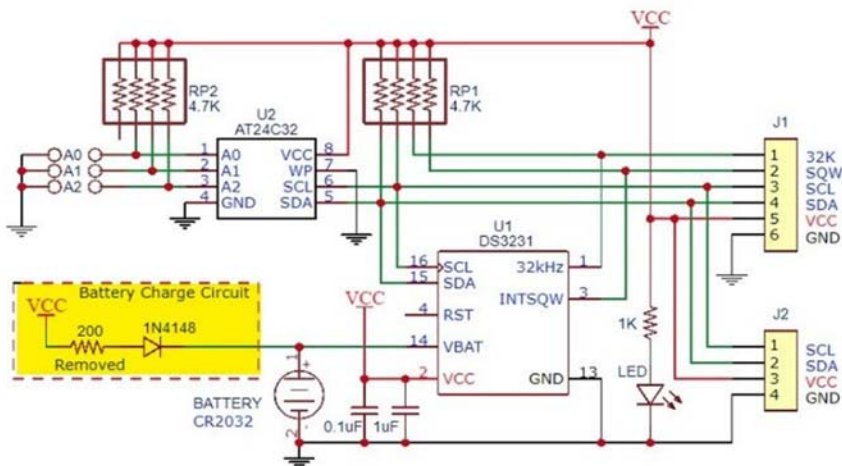 VCC
RP2
4.7K
RP1
4.7K
U2
AT24C32
J1
A0
A1
A2
1 A0
2 A1
3 A2
4 GND
VCC 8
WP 7
SCL 6
SDA 5
1 32K
2 SQW
3 SCL
4 SDA
5 VCC
6 GND
U1
DS3231
16 SCL
15 SDA
4 RST
14 VBAT
2 VCC
32kHz 1
INTSQW 3
GND 13
Battery Charge Circuit
VCC
200
1N4148
Removed
VCC
1
+
BATTERY
CR2032
-
2
0.1uF
1uF
1K
LED
J2
1 SCL
2 SDA
3 VCC
4 GND